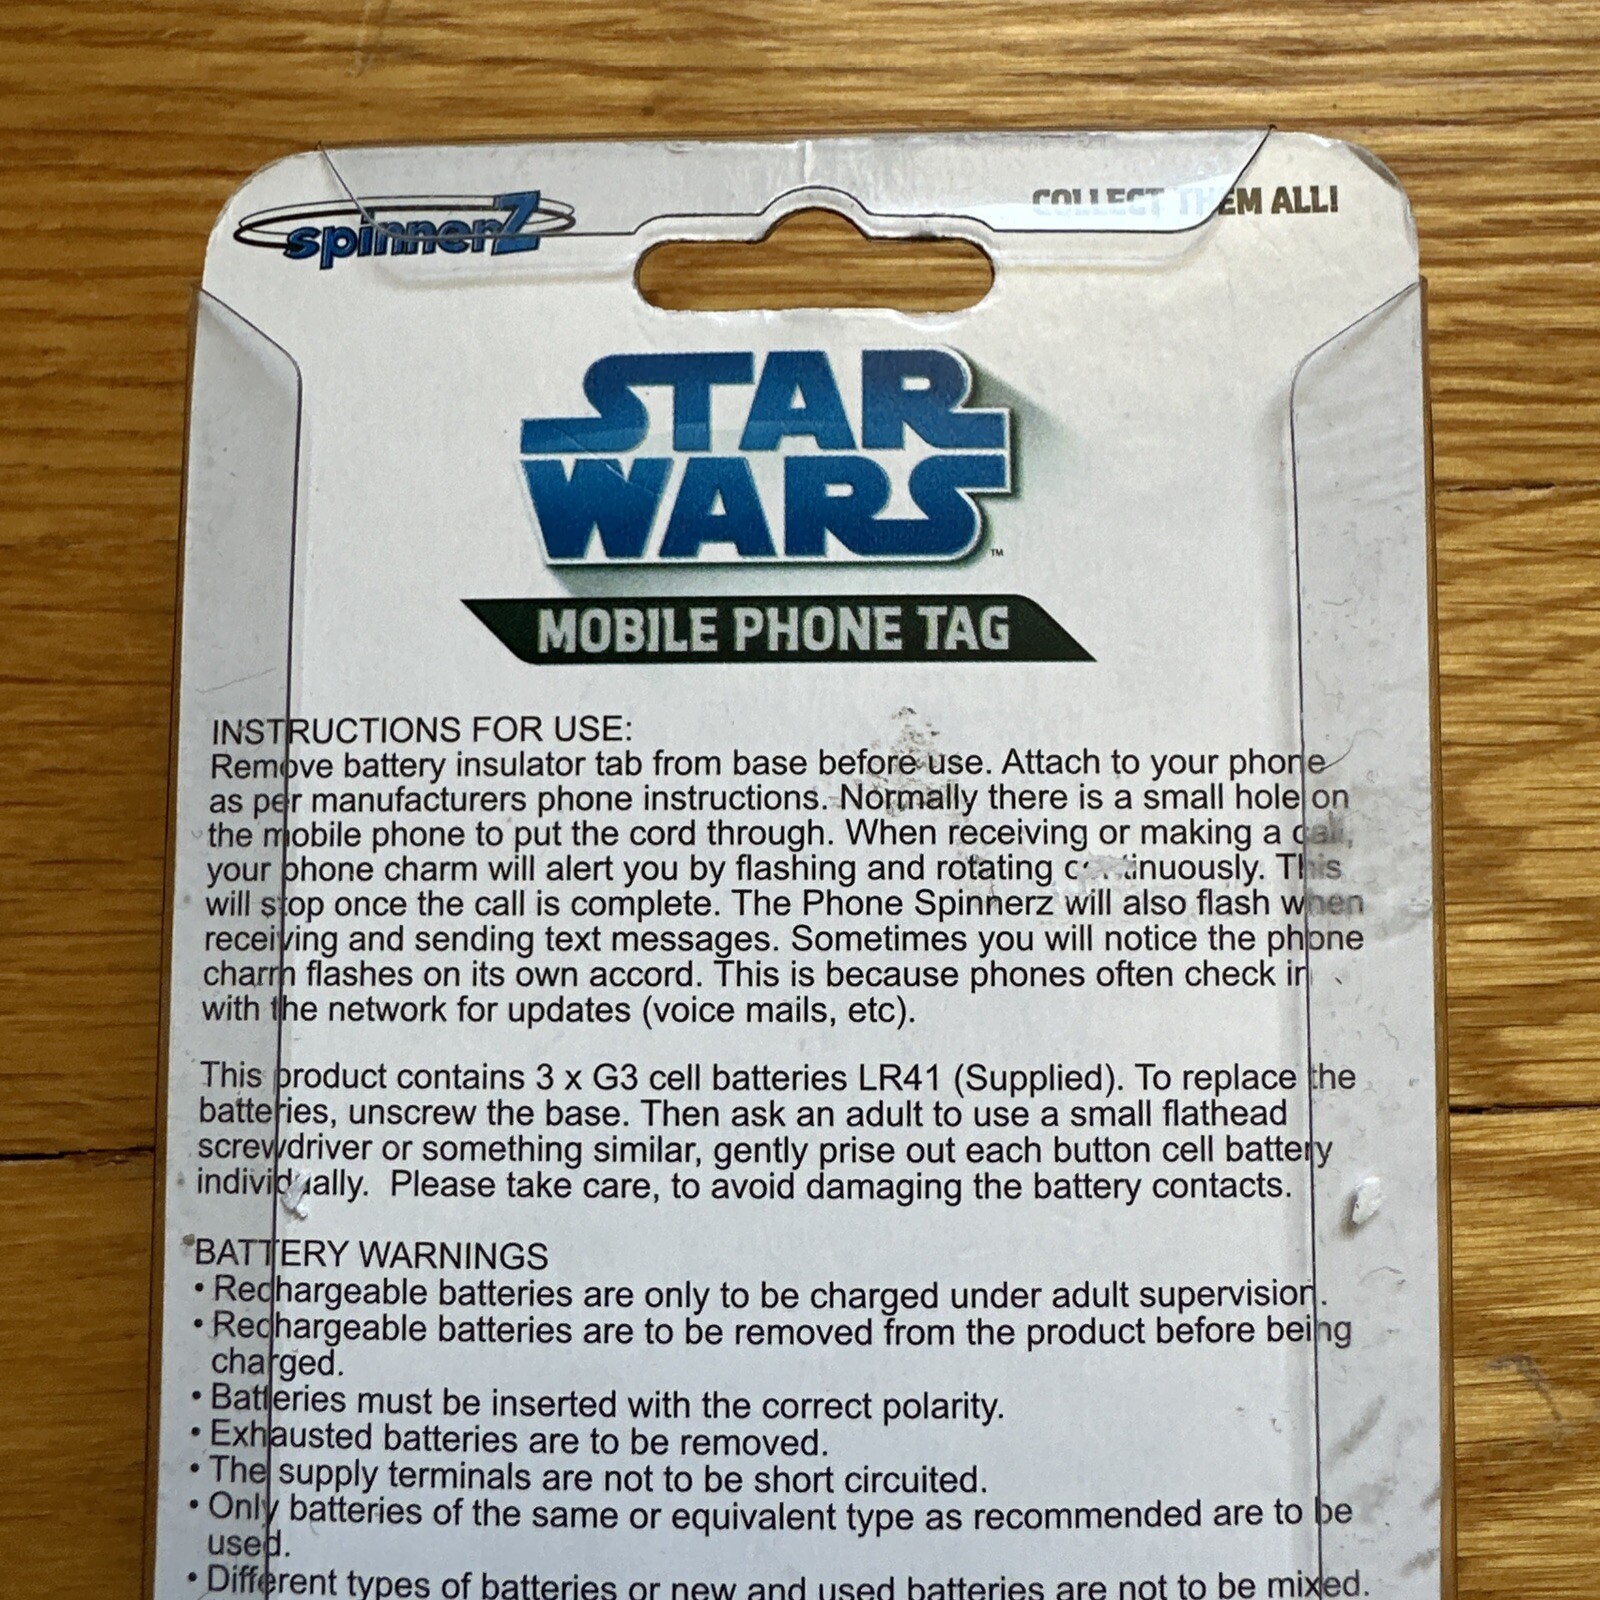 spinnerZ
COLLECT THEM ALL!
STAR
WARS
TM
MOBILE PHONE TAG
INSTRUCTIONS FOR USE:
Remove battery insulator tab from base before use. Attach to your phone
as per manufacturers phone instructions. Normally there is a small hole on
the mobile phone to put the cord through. When receiving or making a call,
your phone charm will alert you by flashing and rotating continuously. This
will stop once the call is complete. The Phone Spinnerz will also flash when
receiving and sending text messages. Sometimes you will notice the phone
charm flashes on its own accord. This is because phones often check in
with the network for updates (voice mails, etc).
This product contains 3 x G3 cell batteries LR41 (Supplied). To replace the
batteries, unscrew the base. Then ask an adult to use a small flathead
screwdriver or something similar, gently prise out each button cell battery
individually. Please take care, to avoid damaging the battery contacts.
BATTERY WARNINGS
• Rechargeable batteries are only to be charged under adult supervision.
• Rechargeable batteries are to be removed from the product before being
charged.
• Batteries must be inserted with the correct polarity.
• Exhausted batteries are to be removed.
• The supply terminals are not to be short circuited.
• Only batteries of the same or equivalent type as recommended are to be
used.
• Different types of batteries or new and used batteries are not to be mixed.